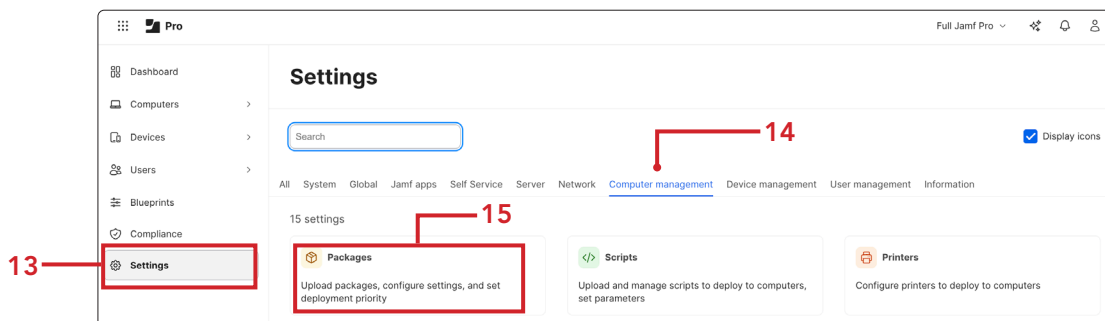 Pro
Full Jamf Pro
Dashboard
Computers
Devices
Users
Blueprints
Compliance
13
Settings
Settings
Search
14
Display icons
All System Global Jamf apps Self Service Server Network Computer management Device management User management Information
15 settings
15
Packages
Upload packages, configure settings, and set
deployment priority
Scripts
Upload and manage scripts to deploy to computers,
set parameters
Printers
Configure printers to deploy to computers